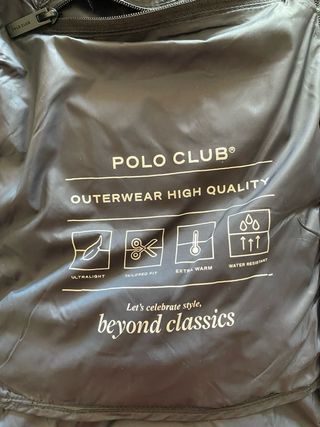 POLO CLUB®
OUTERWEAR HIGH QUALITY
ULTRALIGHT
TAILORED FIT
EXTRA WARM
WATER RESISTANT
Let's celebrate style,
beyond classics